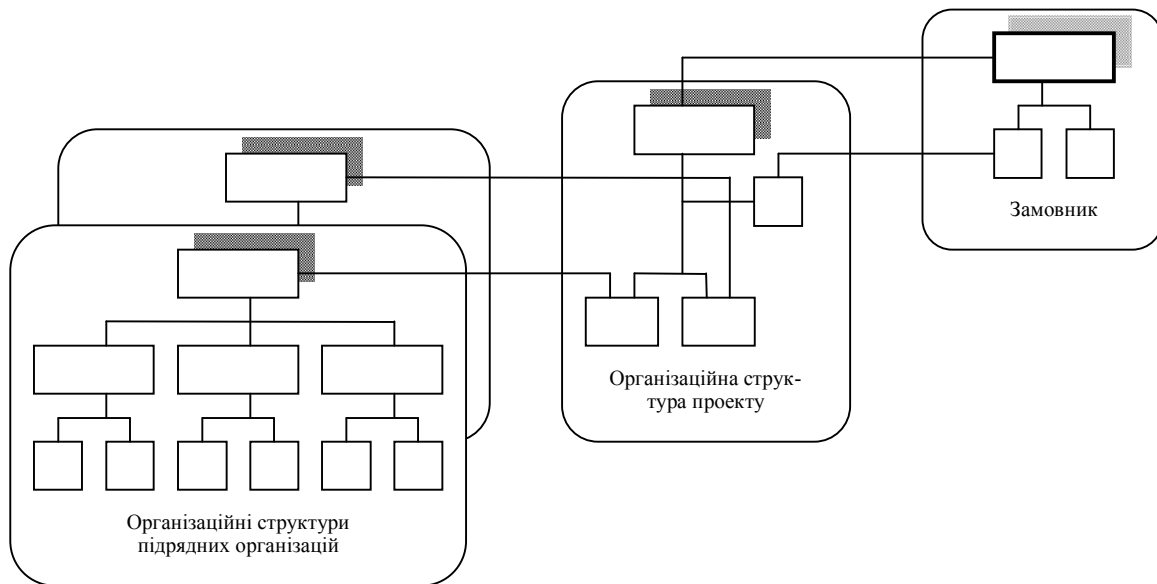 Замовник
Організаційна струк-
тура проекту
Організаційні структури
підрядних організацій